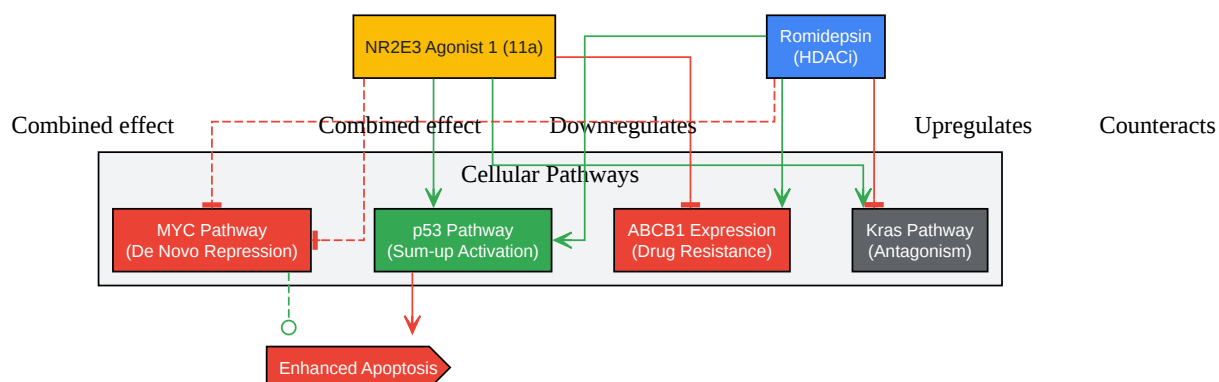 NR2E3 Agonist 1 (11a)
Romidepsin
(HDACi)
Combined effect
Combined effect
Downregulates
Upregulates
Counteracts
Cellular Pathways
MYC Pathway
(De Novo Repression)
p53 Pathway
(Sum-up Activation)
ABCB1 Expression
(Drug Resistance)
Kras Pathway
(Antagonism)
Enhanced Apoptosis